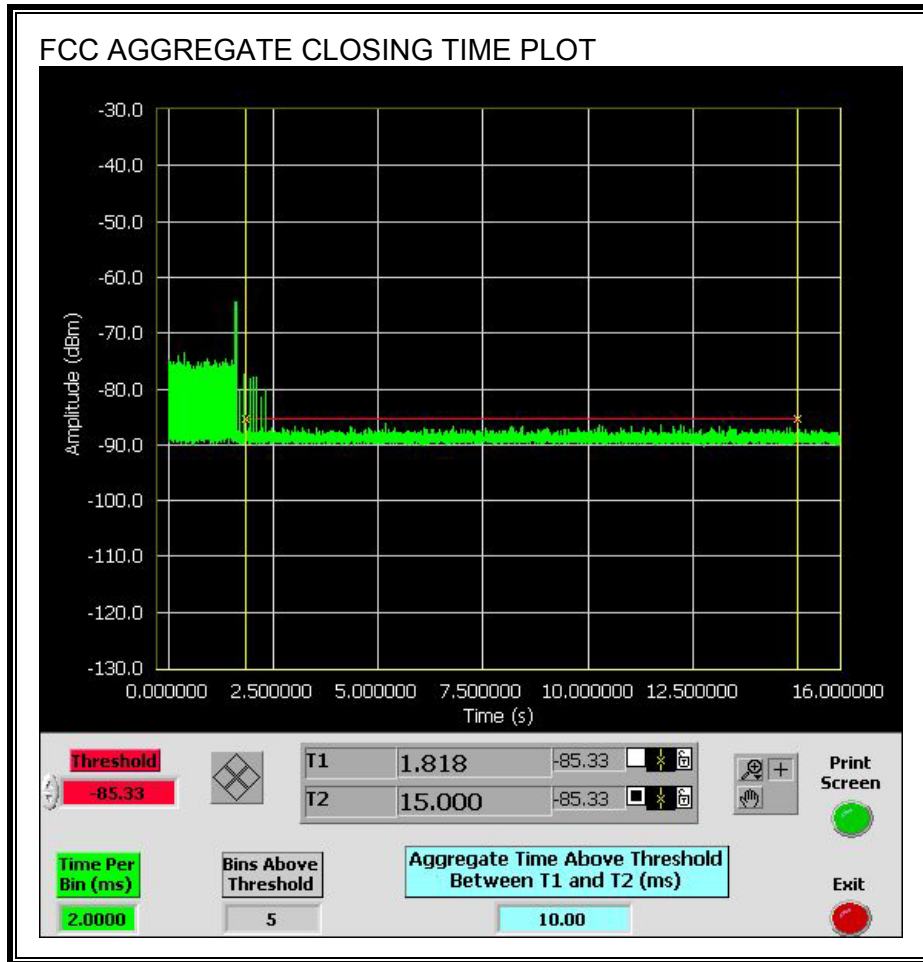 FCC AGGREGATE CLOSING TIME PLOT
-30.0
-40.0
-50.0
-60.0
-70.0
-80.0
-90.0
-100.0
-110.0
-120.0
-130.0
Amplitude (dBm)
0.000000 2.500000 5.000000 7.500000 10.000000 12.500000 16.000000
Time (s)
Threshold
-85.33
T1 1.818 -85.33
T2 15.000 -85.33
Print
Screen
Time Per
Bin (ms)
2.0000
Bins Above
Threshold
5
Aggregate Time Above Threshold
Between T1 and T2 (ms)
10.00
Exit